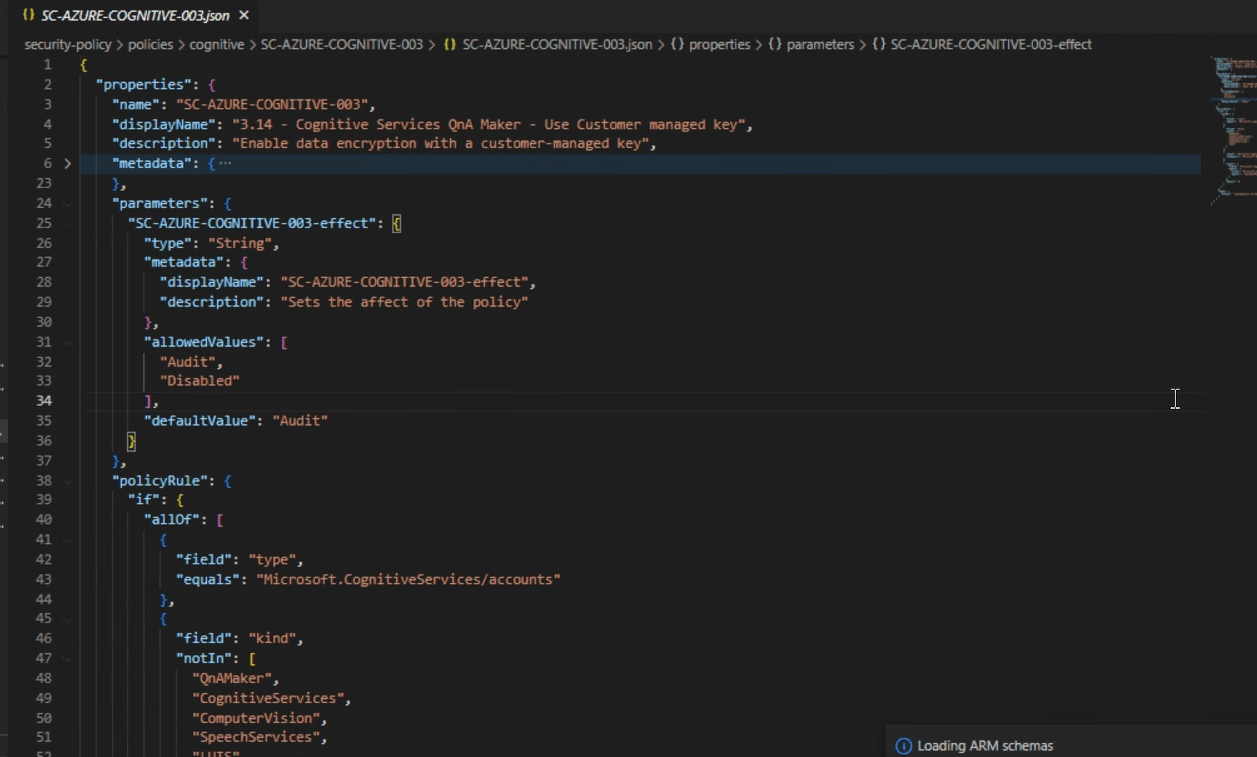 {} SC-AZURE-COGNITIVE-003.json ×
security-policy > policies > cognitive > SC-AZURE-COGNITIVE-003 > {} SC-AZURE-COGNITIVE-003.json > {} properties > {} parameters > {} SC-AZURE-COGNITIVE-003-effect
1 {
2 "properties": {
3 "name": "SC-AZURE-COGNITIVE-003",
4 "displayName": "3.14 - Cognitive Services QnA Maker - Use Customer managed key",
5 "description": "Enable data encryption with a customer-managed key",
6 > "metadata": { ...
23 },
24 "parameters": {
25 "SC-AZURE-COGNITIVE-003-effect": {
26 "type": "String",
27 "metadata": {
28 "displayName": "SC-AZURE-COGNITIVE-003-effect",
29 "description": "Sets the affect of the policy"
30 },
31 "allowedValues": [
32 "Audit",
33 "Disabled"
34 ],
35 "defaultValue": "Audit"
36 }
37 },
38 "policyRule": {
39 "if": {
40 "allOf": [
41 {
42 "field": "type",
43 "equals": "Microsoft.CognitiveServices/accounts"
44 },
45 {
46 "field": "kind",
47 "notIn": [
48 "QnAMaker",
49 "CognitiveServices",
50 "ComputerVision",
51 "SpeechServices",
52 "LUIS"
Loading ARM schemas